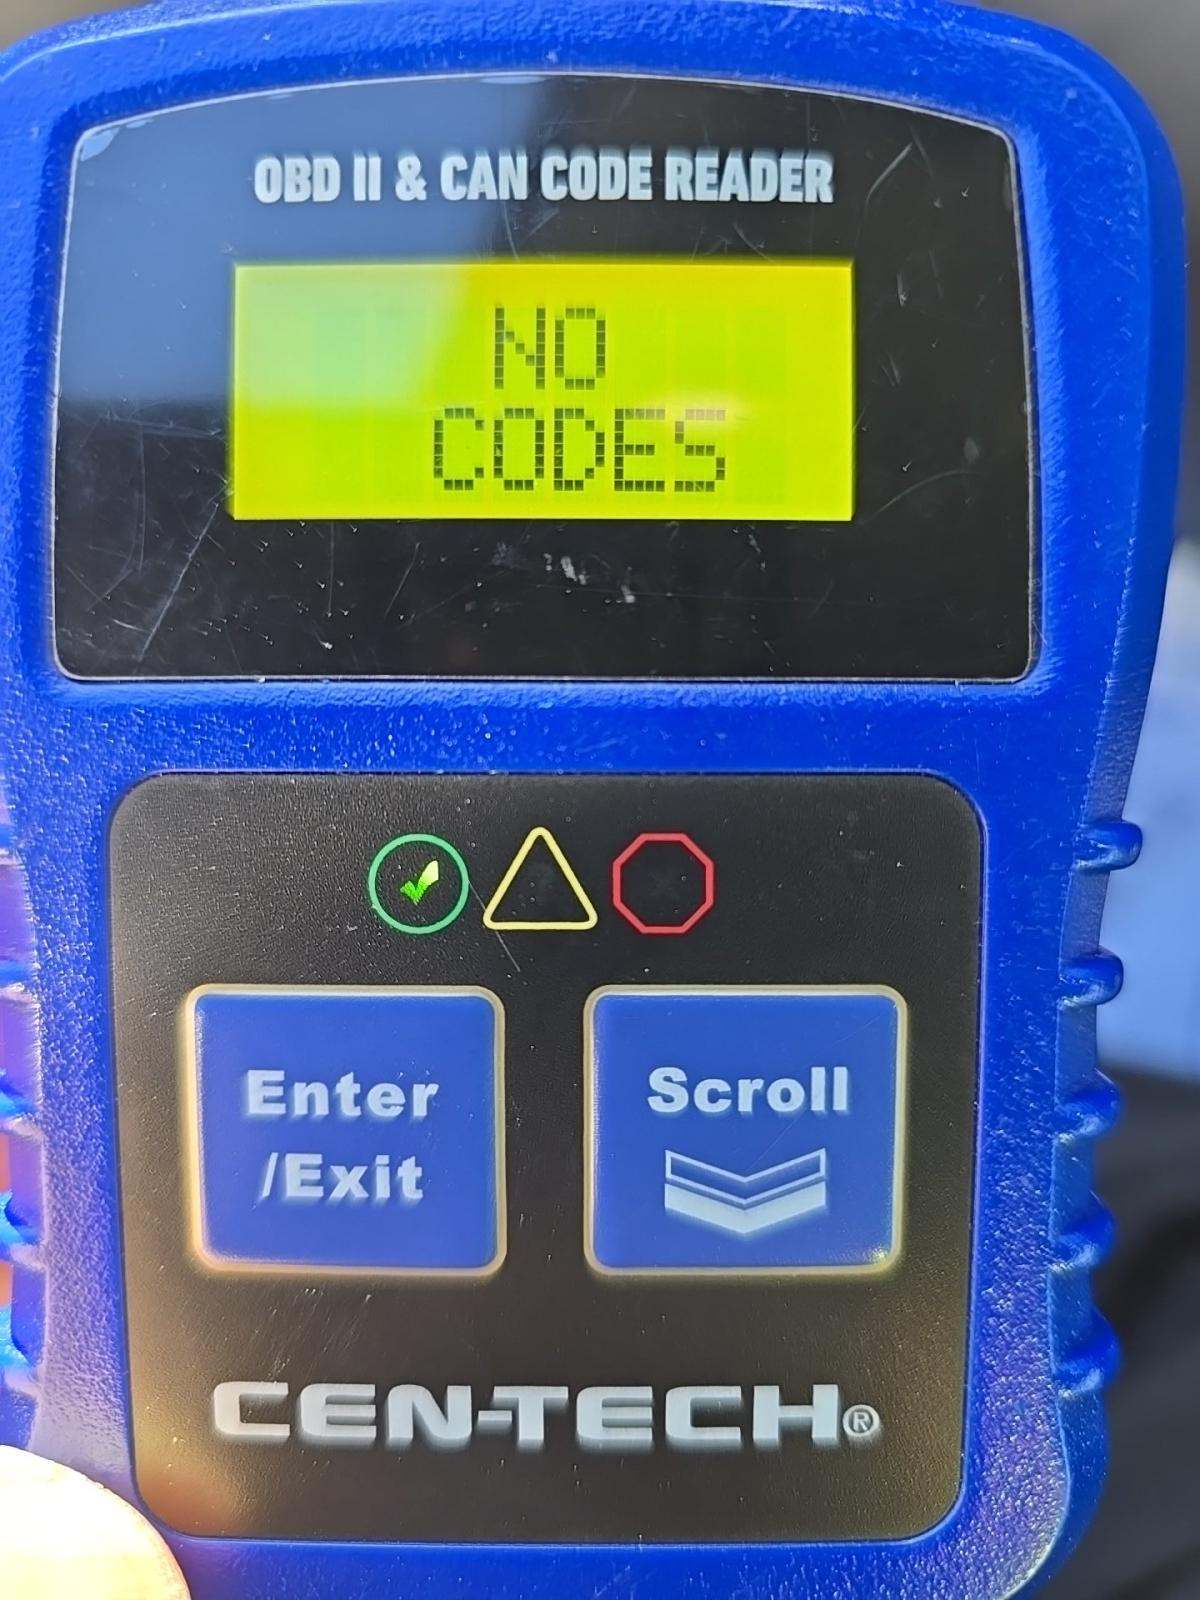 OBD II & CAN CODE READER
NO
CODES
Enter
/Exit
Scroll
CEN-TECH®